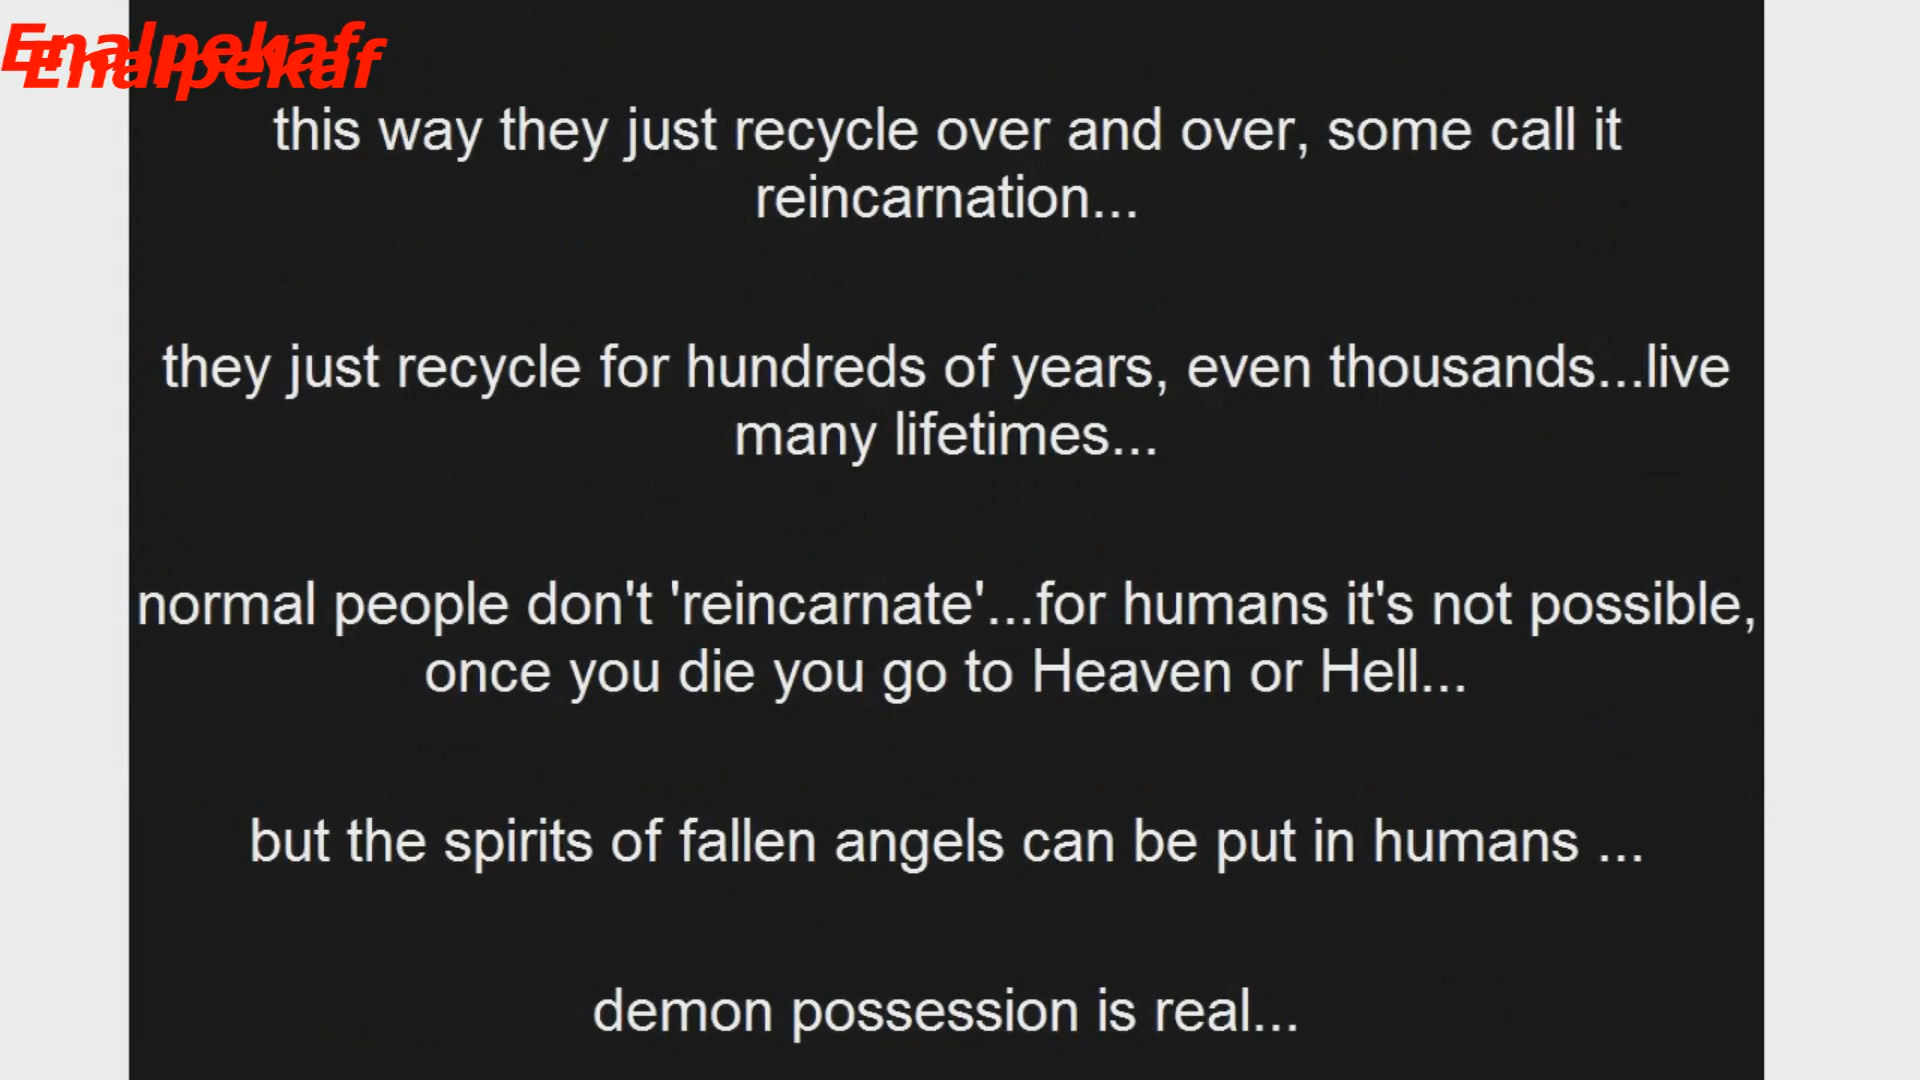 Enalpekaf
#Enalpekaf
this way they just recycle over and over, some call it
reincarnation...
they just recycle for hundreds of years, even thousands...live
many lifetimes...
normal people don't 'reincarnate'...for humans it's not possible,
once you die you go to Heaven or Hell...
but the spirits of fallen angels can be put in humans ...
demon possession is real...